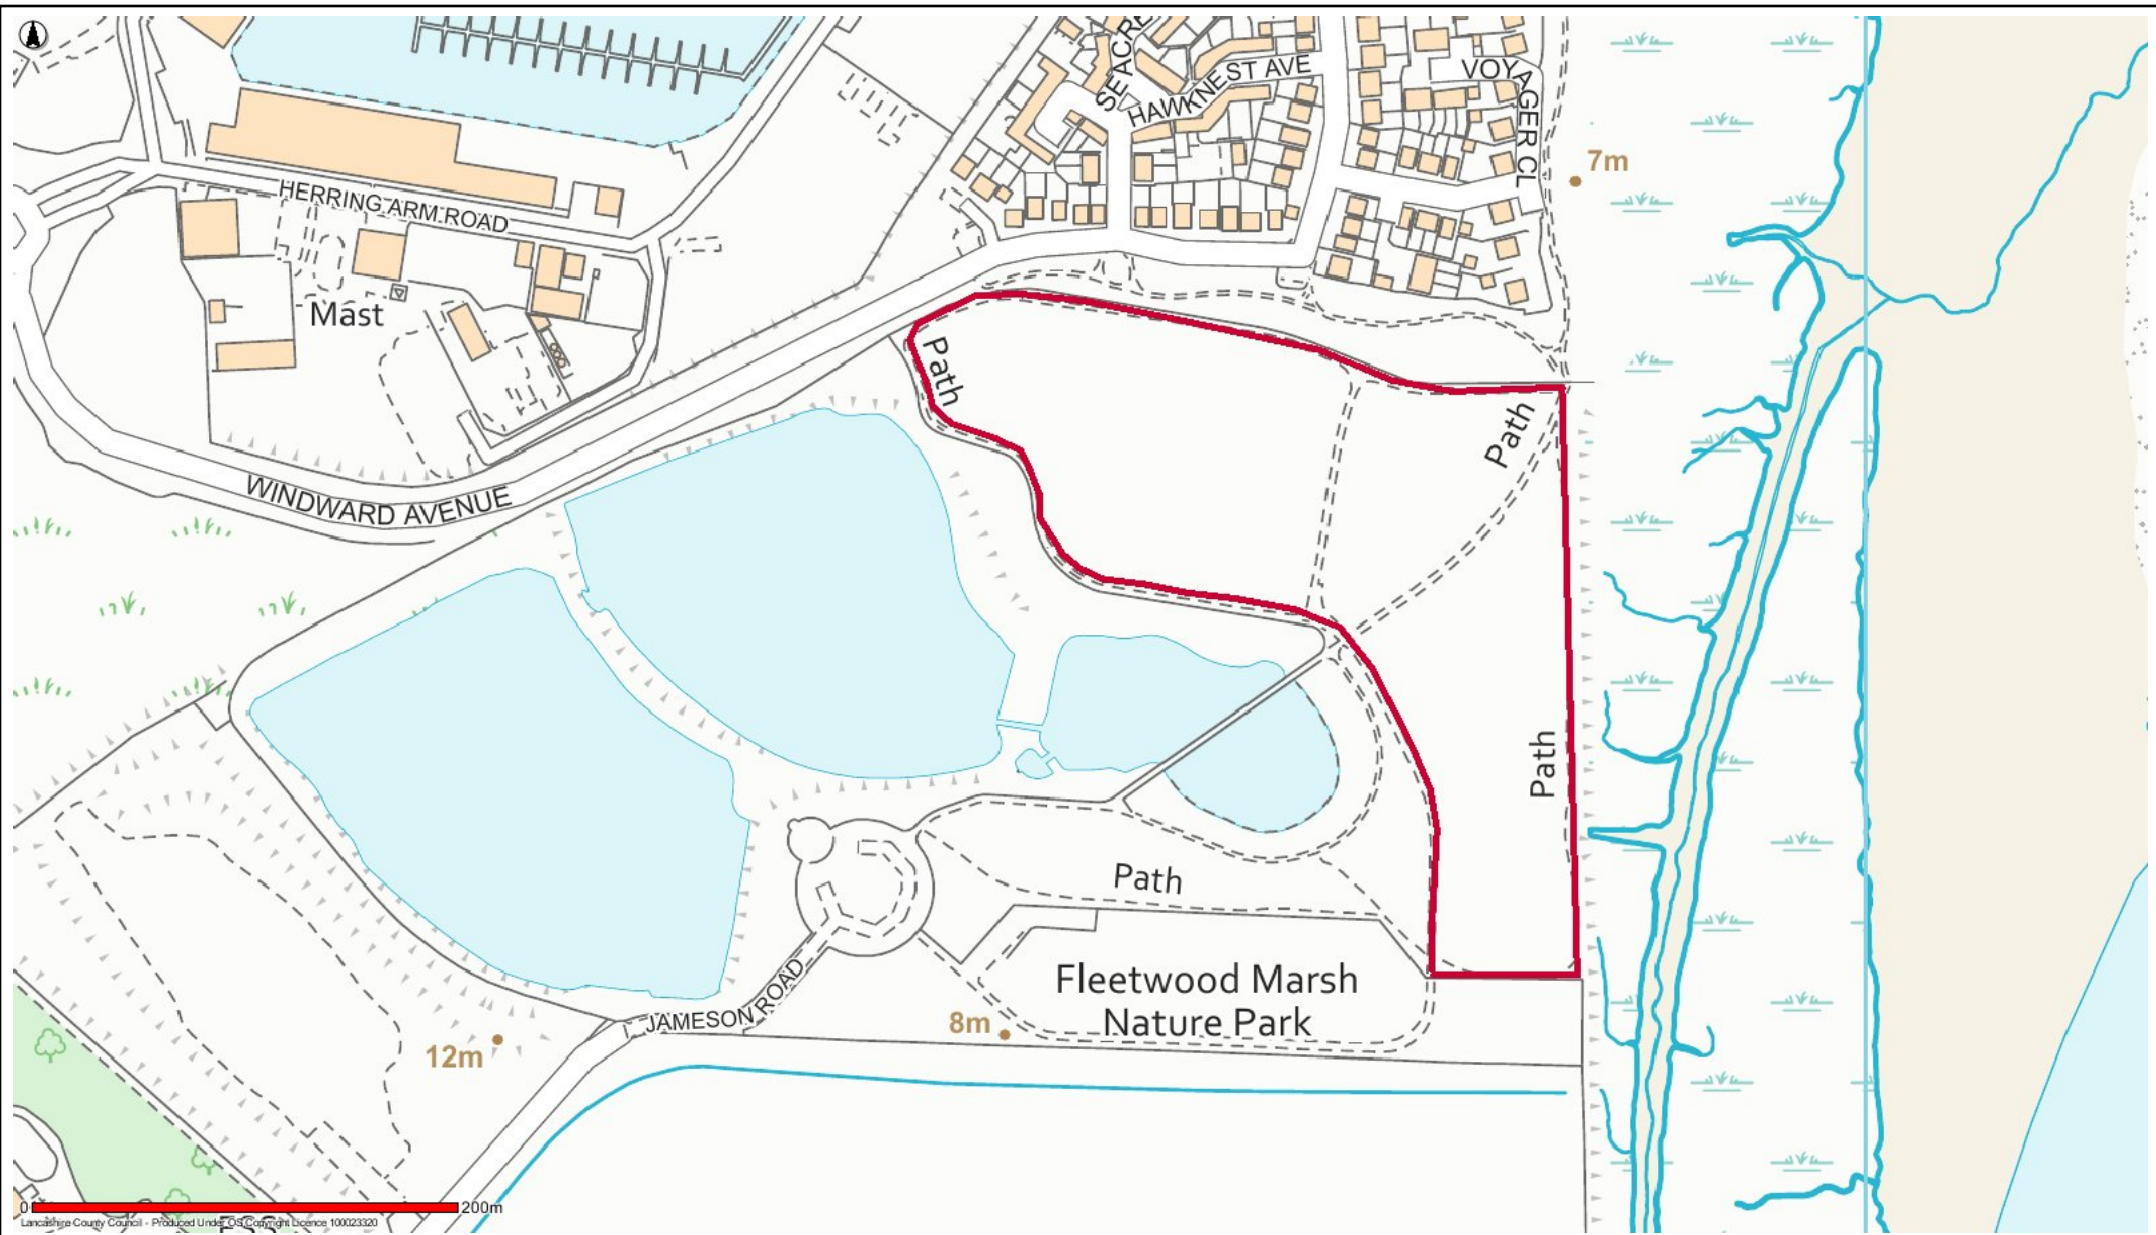 SEACRE
HAWKNEST AVE
VOYAGER CL
7m
HERRING ARM ROAD
Mast
Path
Path
WINDWARD AVENUE
Path
Path
Fleetwood Marsh
Nature Park
JAMESON ROAD
8m
12m
0
200m
Lancashire County Council - Produced Under OS Copyright Licence 100023320